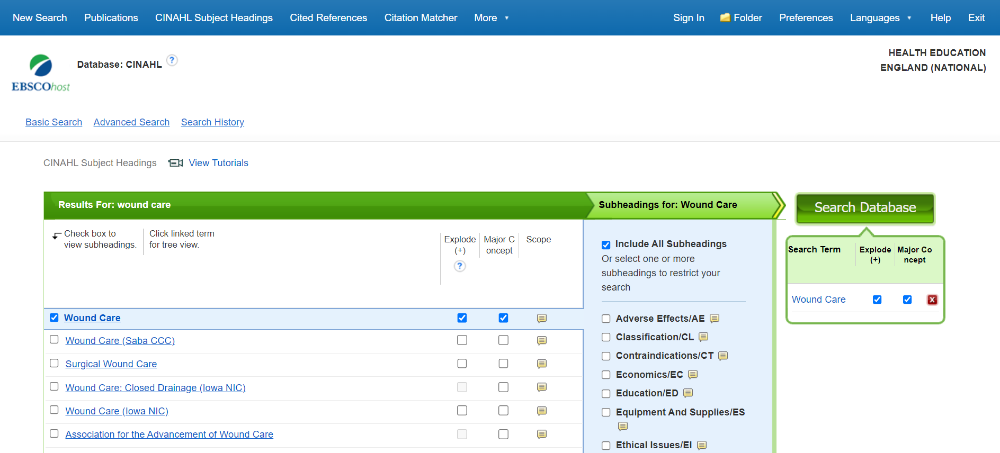 New Search Publications CINAHL Subject Headings Cited References Citation Matcher More Sign In Folder Preferences Languages Help Exit
EBSCOhost
Database: CINAHL ?
HEALTH EDUCATION
ENGLAND (NATIONAL)
Basic Search Advanced Search Search History
CINAHL Subject Headings View Tutorials
Results For: wound care
Check box to
view subheadings.
Click linked term
for tree view.
Explode
(+)
?
Major C
oncept
Scope
Wound Care
Wound Care (Saba CCC)
Surgical Wound Care
Wound Care: Closed Drainage (Iowa NIC)
Wound Care (Iowa NIC)
Association for the Advancement of Wound Care
Subheadings for: Wound Care
Include All Subheadings
Or select one or more
subheadings to restrict your
search
Adverse Effects/AE
Classification/CL
Contraindications/CT
Economics/EC
Education/ED
Equipment And Supplies/ES
Ethical Issues/EI
Search Database
Search Term
Explode
(+)
Major Co
ncept
Wound Care
X